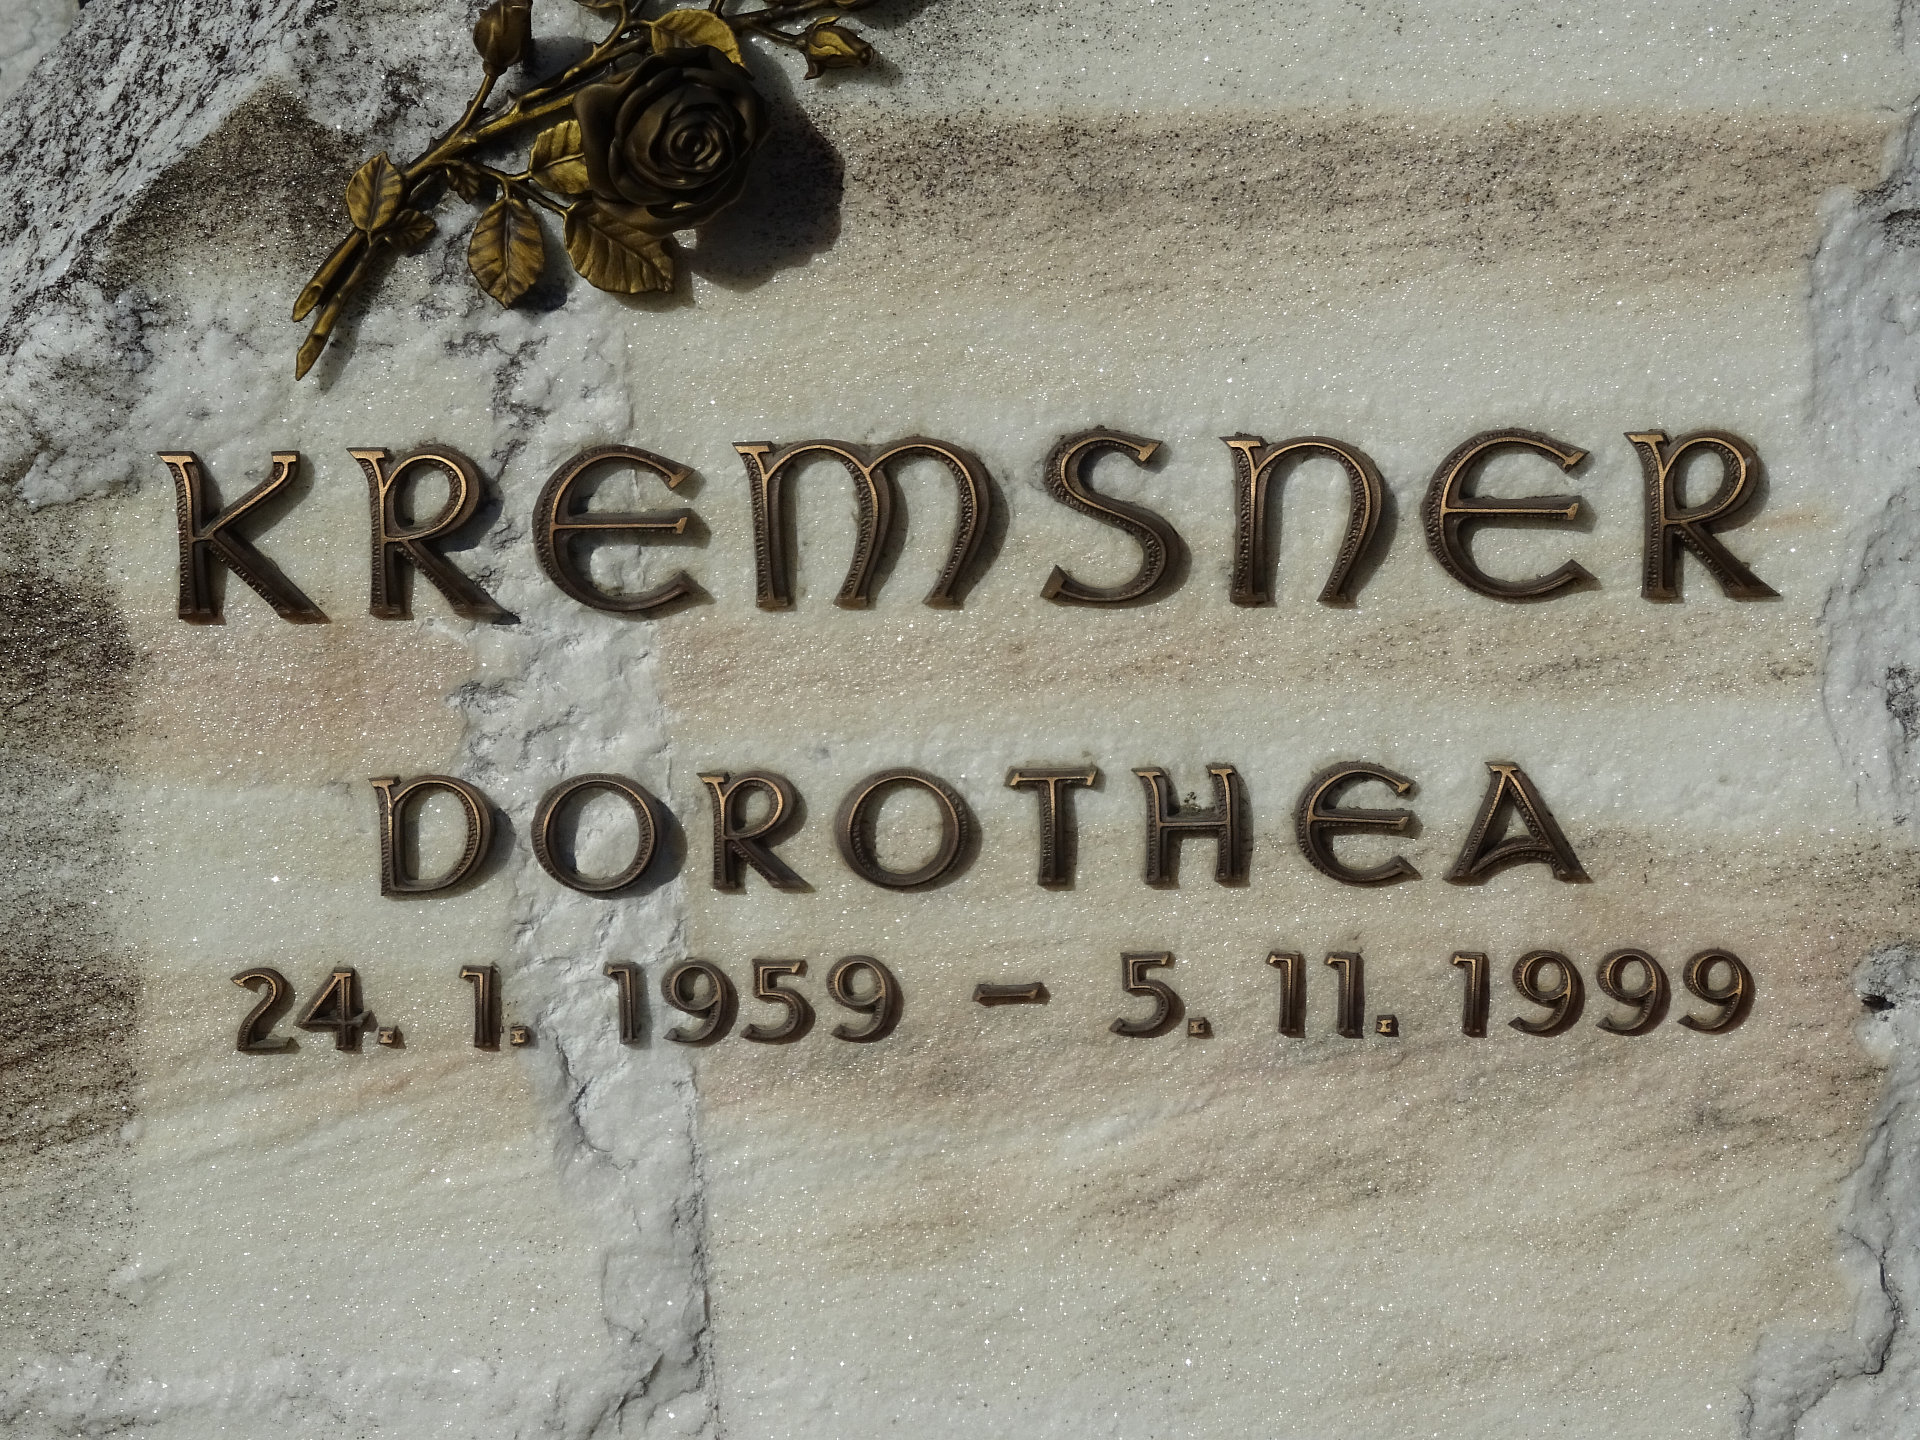 KREMSNER
DOROTHEA
24. 1. 1959 – 5. 11. 1999